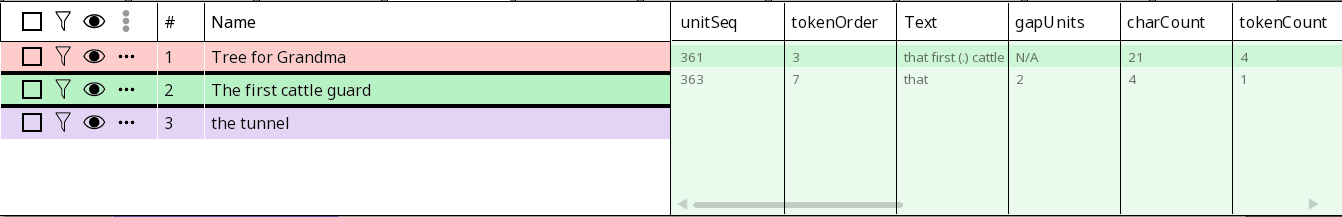 # Name unitSeq tokenOrder Text gapUnits charCount tokenCount
1 Tree for Grandma 361 3 that first (.) cattle N/A 21 4
2 The first cattle guard 363 7 that 2 4 1
3 the tunnel